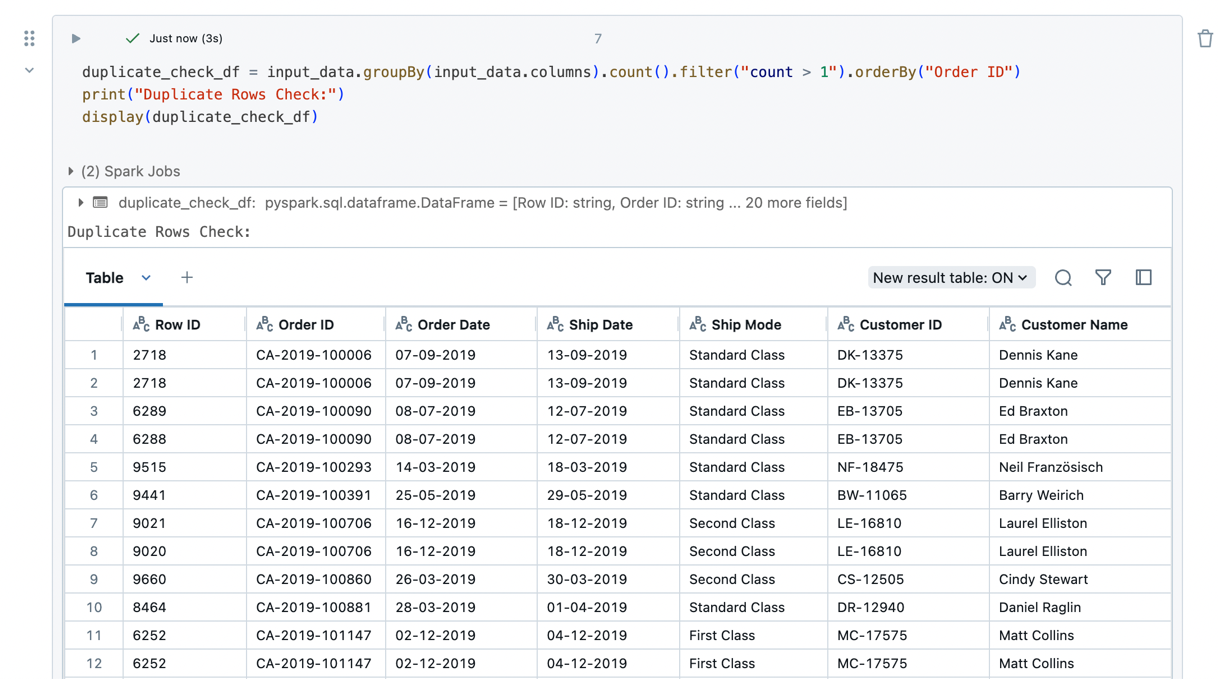 Just now (3s)
7
duplicate_check_df = input_data.groupBy(input_data.columns).count().filter("count > 1").orderBy("Order ID")
print("Duplicate Rows Check:")
display(duplicate_check_df)
(2) Spark Jobs
duplicate_check_df: pyspark.sql.dataframe.DataFrame = [Row ID: string, Order ID: string ... 20 more fields]
Duplicate Rows Check:
Table + New result table: ON
ABC Row ID ABC Order ID ABC Order Date ABC Ship Date ABC Ship Mode ABC Customer ID ABC Customer Name
1 2718 CA-2019-100006 07-09-2019 13-09-2019 Standard Class DK-13375 Dennis Kane
2 2718 CA-2019-100006 07-09-2019 13-09-2019 Standard Class DK-13375 Dennis Kane
3 6289 CA-2019-100090 08-07-2019 12-07-2019 Standard Class EB-13705 Ed Braxton
4 6288 CA-2019-100090 08-07-2019 12-07-2019 Standard Class EB-13705 Ed Braxton
5 9515 CA-2019-100293 14-03-2019 18-03-2019 Standard Class NF-18475 Neil Französisch
6 9441 CA-2019-100391 25-05-2019 29-05-2019 Standard Class BW-11065 Barry Weirich
7 9021 CA-2019-100706 16-12-2019 18-12-2019 Second Class LE-16810 Laurel Elliston
8 9020 CA-2019-100706 16-12-2019 18-12-2019 Second Class LE-16810 Laurel Elliston
9 9660 CA-2019-100860 26-03-2019 30-03-2019 Second Class CS-12505 Cindy Stewart
10 8464 CA-2019-100881 28-03-2019 01-04-2019 Standard Class DR-12940 Daniel Raglin
11 6252 CA-2019-101147 02-12-2019 04-12-2019 First Class MC-17575 Matt Collins
12 6252 CA-2019-101147 02-12-2019 04-12-2019 First Class MC-17575 Matt Collins